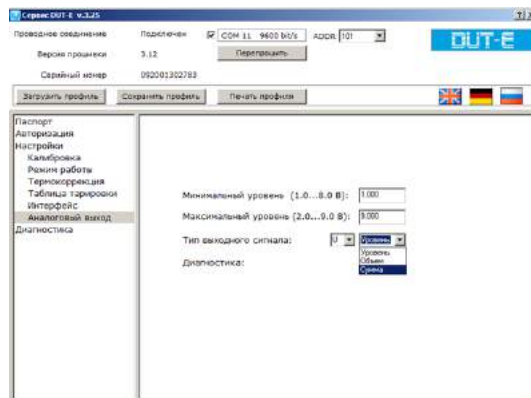 Сервис DUT-E v.3.25
Проводное соединение Подключен COM 11 9600 bit/s ADDR 101
DUT-E
Версия прошивки 3.12 Перепрошить
Серийный номер 092001302783
Загрузить профиль Сохранить профиль Печать профиля
Паспорт
Авторизация
Настройки
Калибровка
Режим работы
Термокоррекция
Таблица тарировки
Интерфейс
Аналоговый выход
Диагностика
Минимальный уровень (1.0...8.0 В): 1.000
Максимальный уровень (2.0...9.0 В): 9.000
Тип выходного сигнала: U Уровень
Уровень
Объем
Сумма
Диагностика: